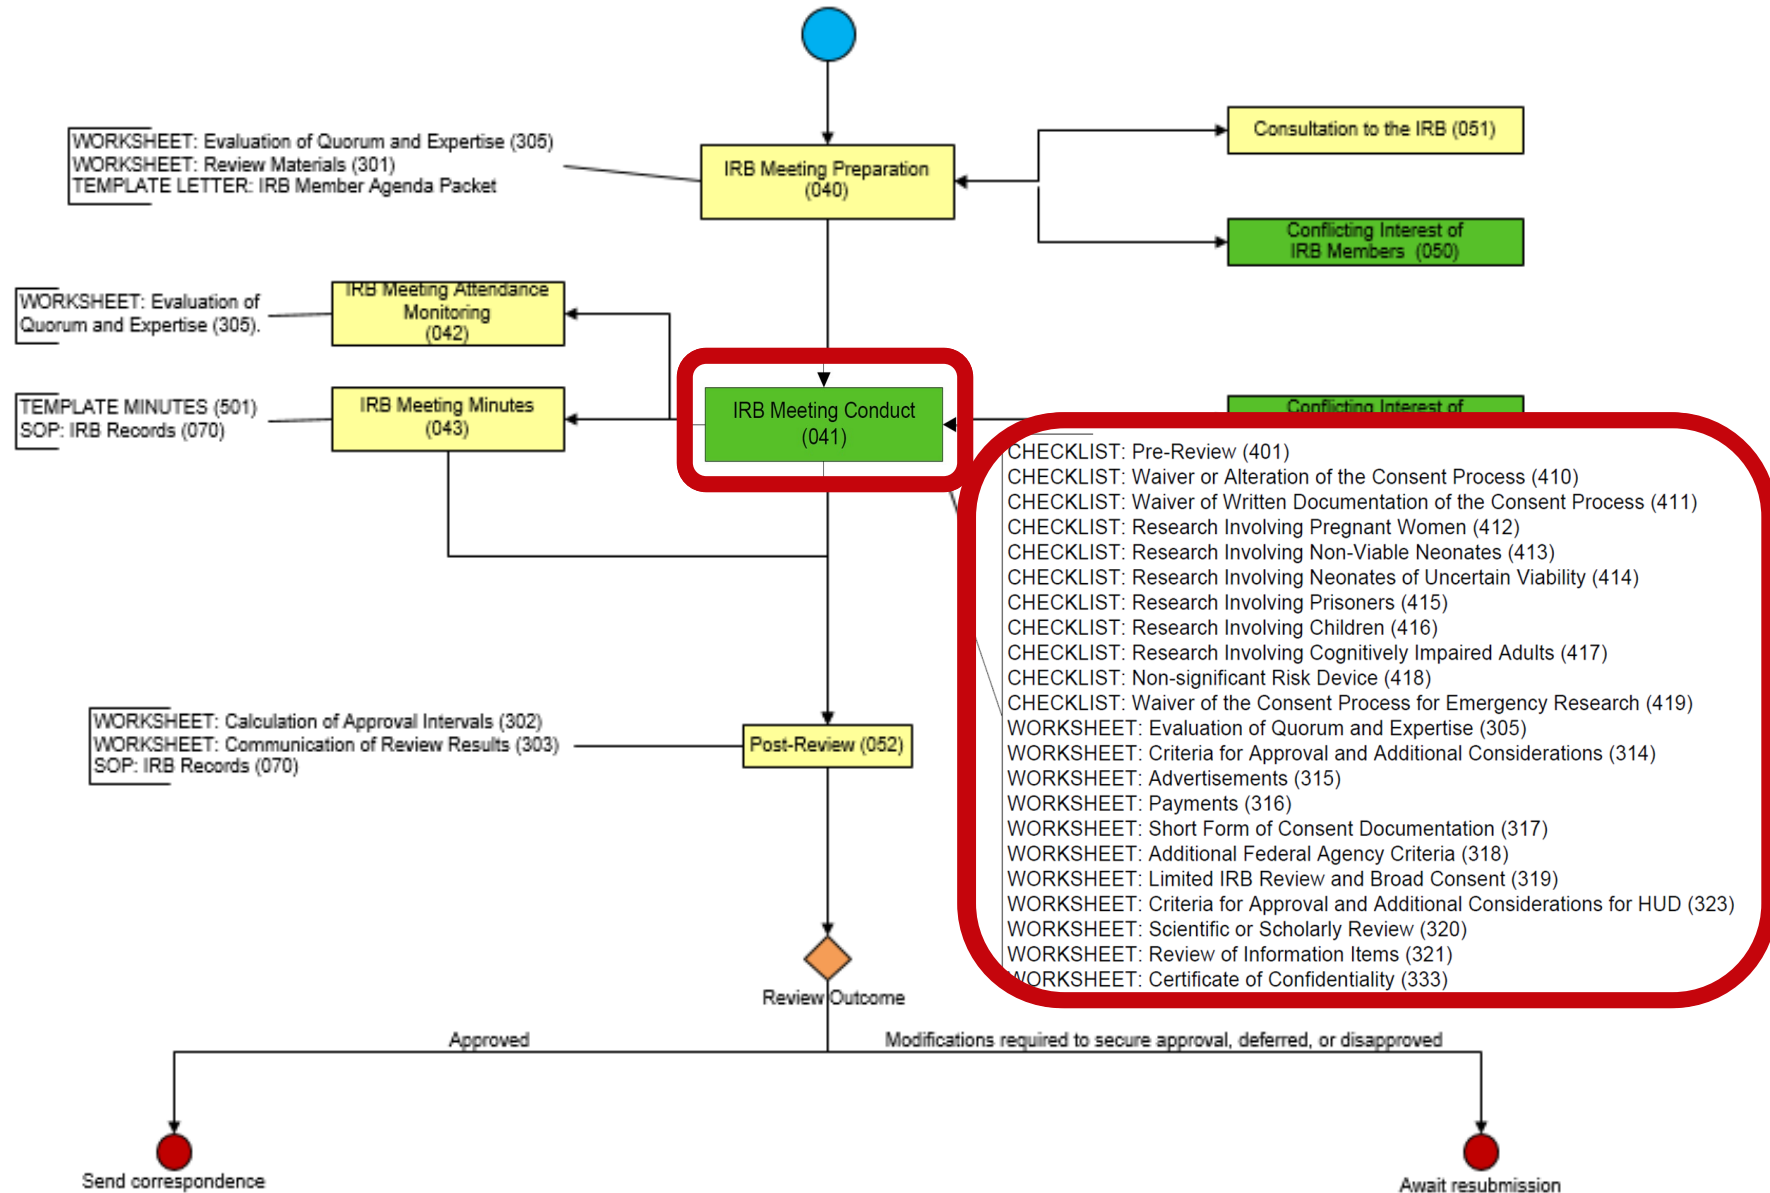 WORKSHEET: Evaluation of Quorum and Expertise (305)
WORKSHEET: Review Materials (301)
TEMPLATE LETTER: IRB Member Agenda Packet
IRB Meeting Preparation
(040)
Consultation to the IRB (051)
Conflicting Interest of
IRB Members (050)
WORKSHEET: Evaluation of
Quorum and Expertise (305).
IRB Meeting Attendance
Monitoring
(042)
TEMPLATE MINUTES (501)
SOP: IRB Records (070)
IRB Meeting Minutes
(043)
IRB Meeting Conduct
(041)
Conflicting Interest of
CHECKLIST: Pre-Review (401)
CHECKLIST: Waiver or Alteration of the Consent Process (410)
CHECKLIST: Waiver of Written Documentation of the Consent Process (411)
CHECKLIST: Research Involving Pregnant Women (412)
CHECKLIST: Research Involving Non-Viable Neonates (413)
CHECKLIST: Research Involving Neonates of Uncertain Viability (414)
CHECKLIST: Research Involving Prisoners (415)
CHECKLIST: Research Involving Children (416)
CHECKLIST: Research Involving Cognitively Impaired Adults (417)
CHECKLIST: Non-significant Risk Device (418)
CHECKLIST: Waiver of the Consent Process for Emergency Research (419)
WORKSHEET: Evaluation of Quorum and Expertise (305)
WORKSHEET: Criteria for Approval and Additional Considerations (314)
WORKSHEET: Advertisements (315)
WORKSHEET: Payments (316)
WORKSHEET: Short Form of Consent Documentation (317)
WORKSHEET: Additional Federal Agency Criteria (318)
WORKSHEET: Limited IRB Review and Broad Consent (319)
WORKSHEET: Criteria for Approval and Additional Considerations for HUD (323)
WORKSHEET: Scientific or Scholarly Review (320)
WORKSHEET: Review of Information Items (321)
WORKSHEET: Certificate of Confidentiality (333)
WORKSHEET: Calculation of Approval Intervals (302)
WORKSHEET: Communication of Review Results (303)
SOP: IRB Records (070)
Post-Review (052)
Review Outcome
Approved
Modifications required to secure approval, deferred, or disapproved
Send correspondence
Await resubmission